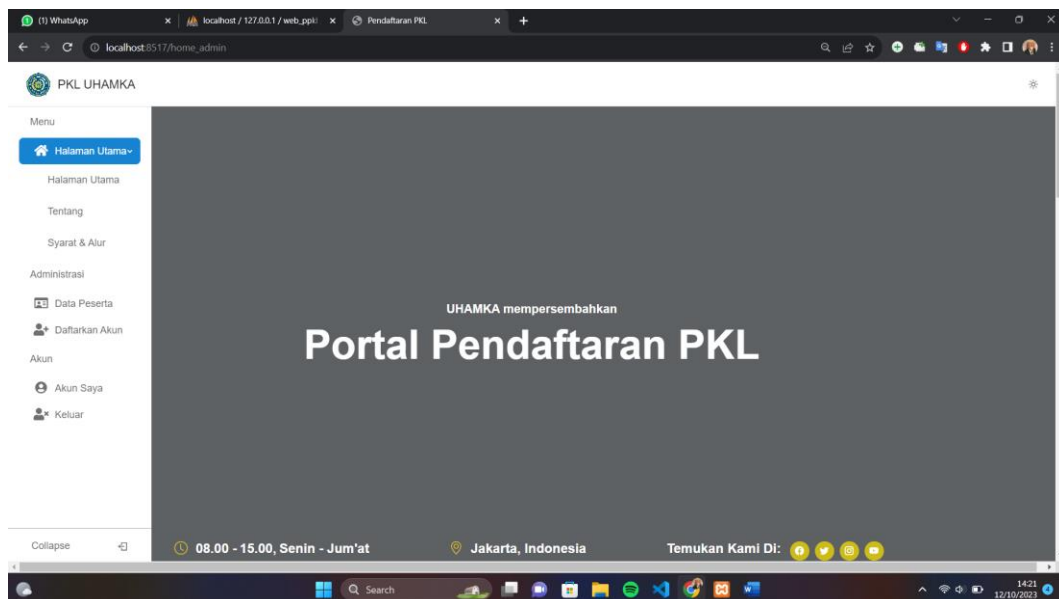 (1) WhatsApp
localhost / 127.0.0.1 / web_ppld
Pendaftaran PKL
localhost:8517/home_admin
PKL UHAMKA
Menu
Halaman Utama
Halaman Utama
Tentang
Syarat & Alur
Administrasi
Data Peserta
Daftarkan Akun
Akun
Akun Saya
Keluar
Collapse
UHAMKA mempersembahkan
Portal Pendaftaran PKL
08.00 - 15.00, Senin - Jum'at
Jakarta, Indonesia
Temukan Kami Di:
Search
14:21
12/10/2023